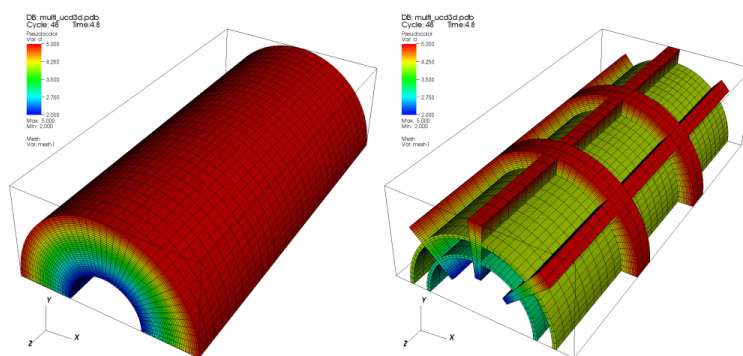 DB: multi_ucd3d.pdb
Cycle: 48 Time:4.8
Pseudocolor
Var: d
5.000
4.250
3.500
2.750
2.000
Max: 5.000
Min: 2.000
Mesh
Var: mesh1
Y
X
Z
DB: multi_ucd3d.pdb
Cycle: 48 Time:4.8
Pseudocolor
Var: d
5.000
4.250
3.500
2.750
2.000
Max: 5.000
Min: 2.000
Mesh
Var: mesh1
Y
X
Z